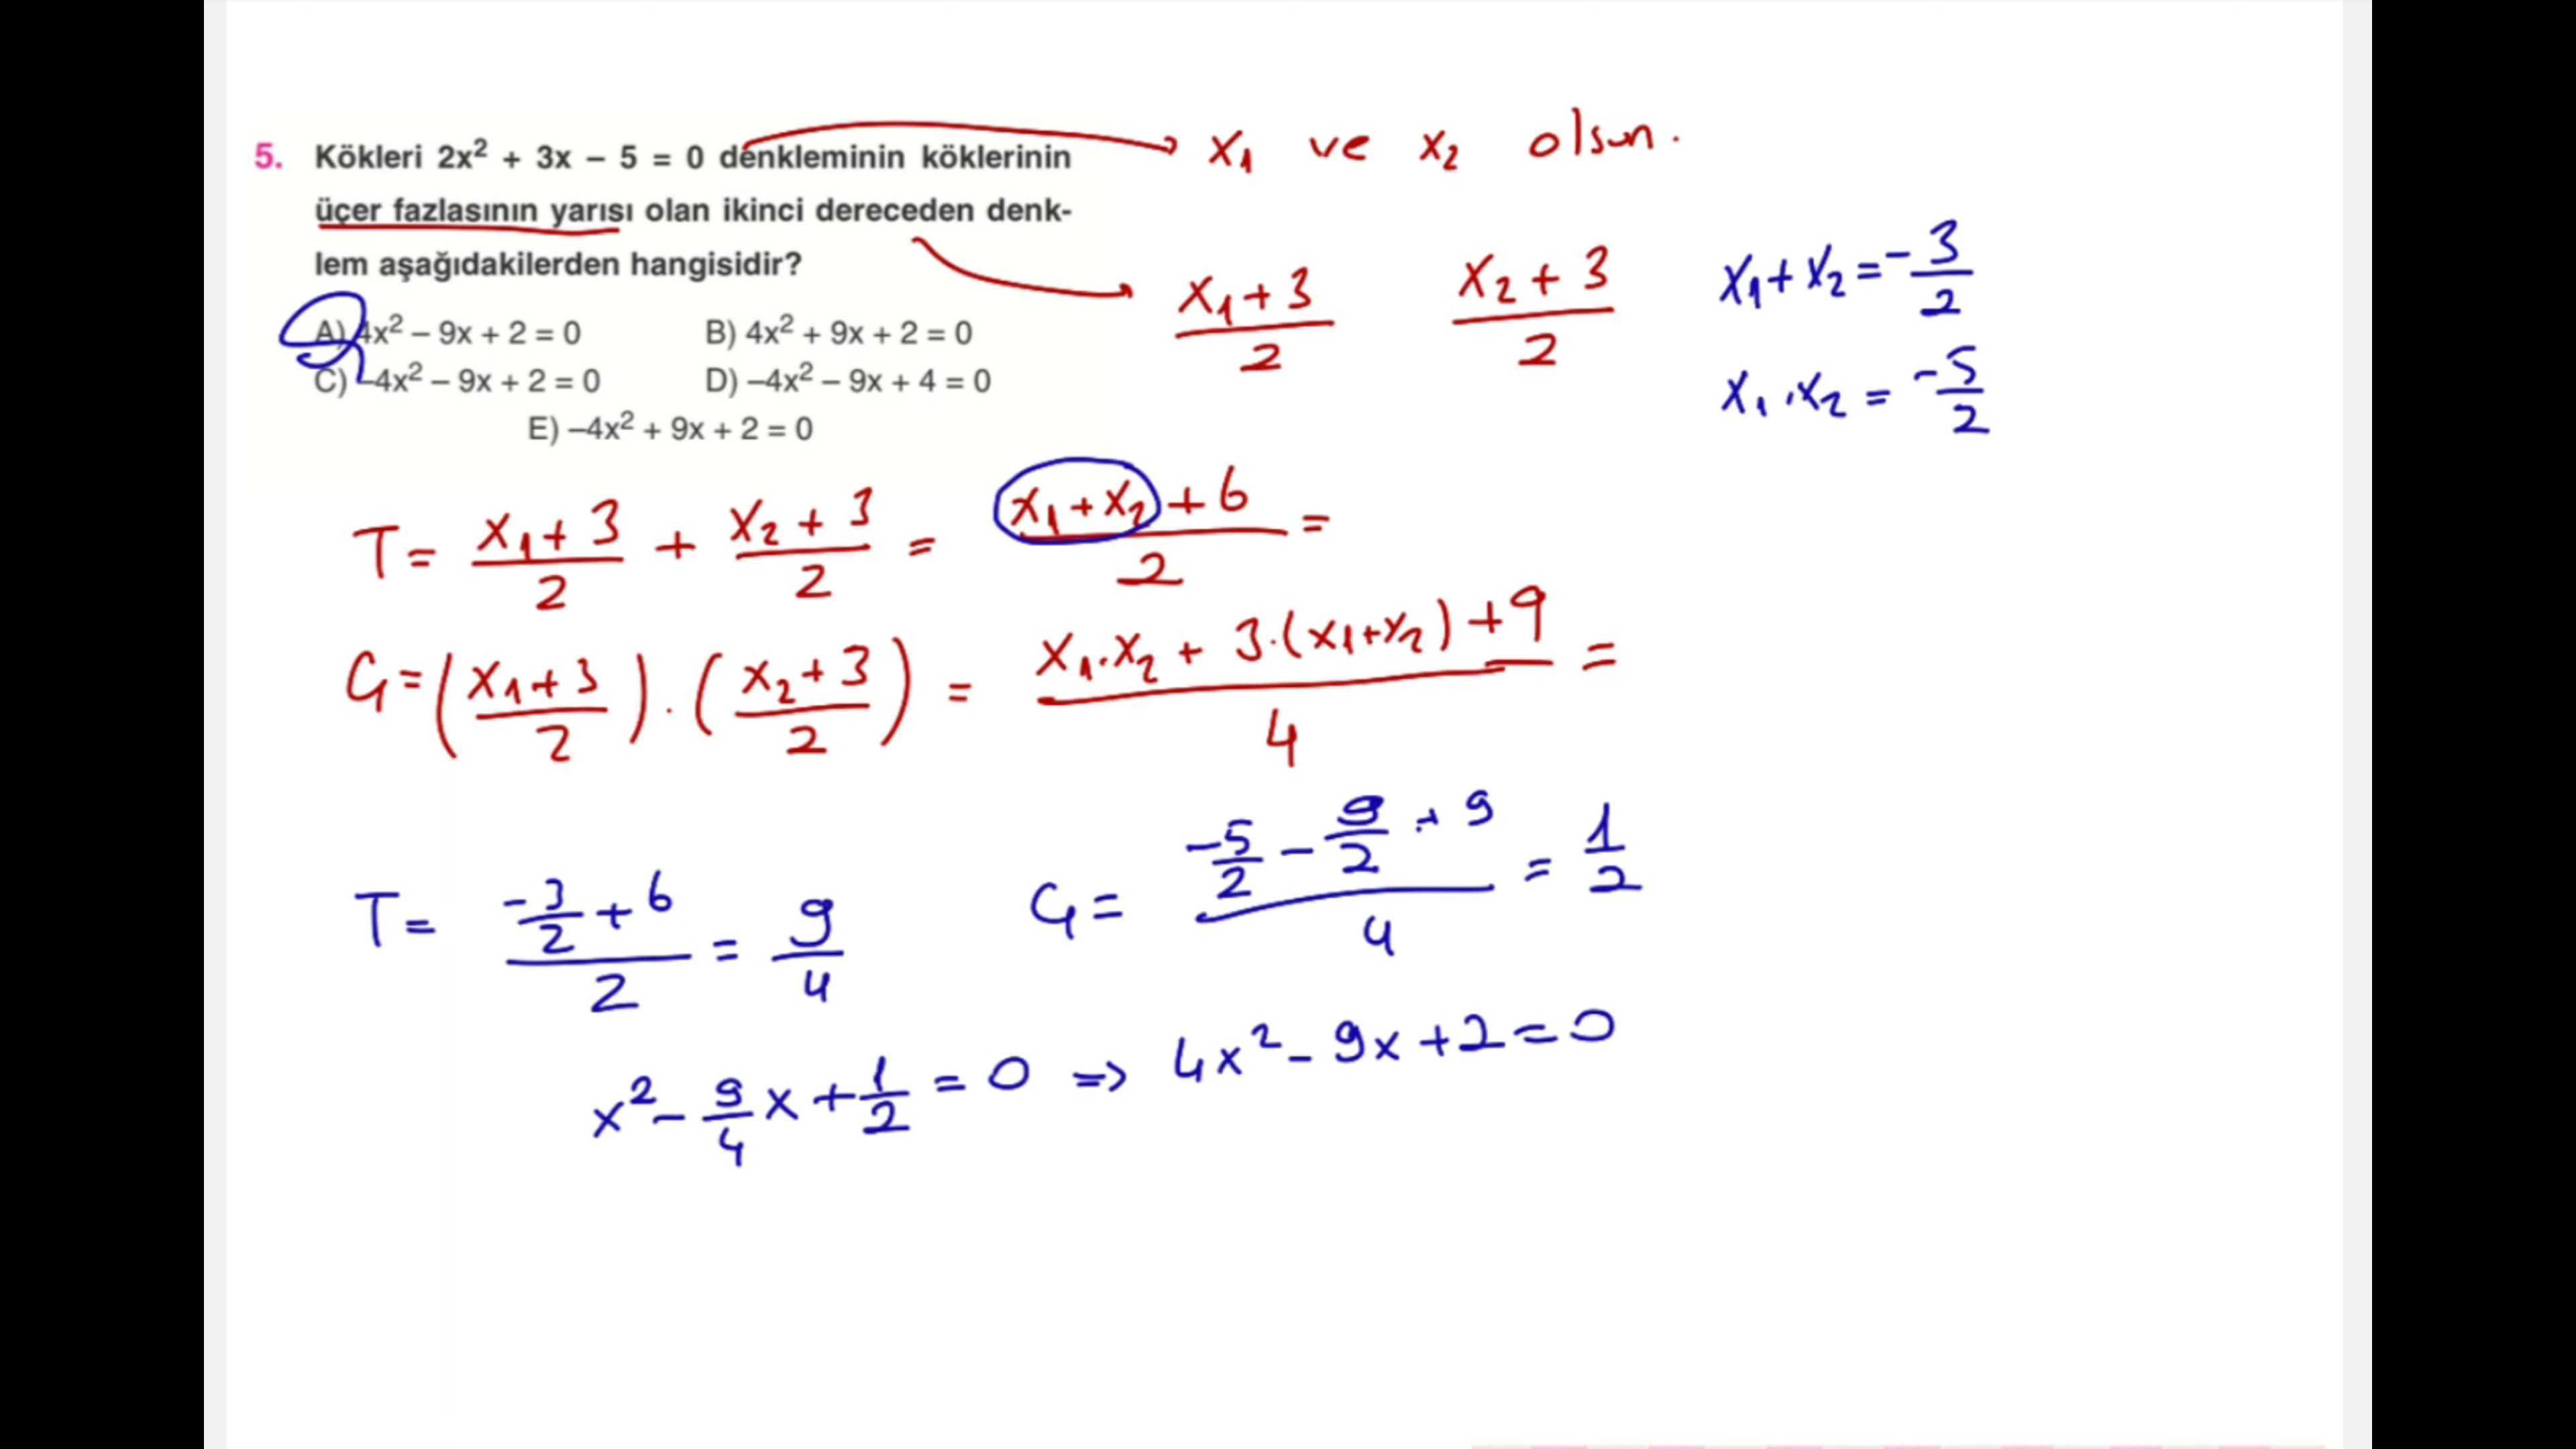 5. Kökleri 2x² + 3x – 5 = 0 denkleminin köklerinin
üçer fazlasının yarısı olan ikinci dereceden denk-
lem aşağıdakilerden hangisidir?
A) 4x² – 9x + 2 = 0 B) 4x² + 9x + 2 = 0
C) –4x² – 9x + 2 = 0 D) –4x² – 9x + 4 = 0
E) –4x² + 9x + 2 = 0
x₁ ve x₂ olsun.
(x₁ + 3)/2 (x₂ + 3)/2
x₁ + x₂ = -3/2
x₁ . x₂ = -5/2
T = (x₁ + 3)/2 + (x₂ + 3)/2 = (x₁ + x₂ + 6)/2 =
Ç = ((x₁ + 3)/2) . ((x₂ + 3)/2) = (x₁ . x₂ + 3.(x₁ + x₂) + 9)/4 =
T = (-3/2 + 6)/2 = 9/4
Ç = (-5/2 - 9/2 + 9)/4 = 1/2
x² - 9/4 x + 1/2 = 0 ⇒ 4x² - 9x + 2 = 0